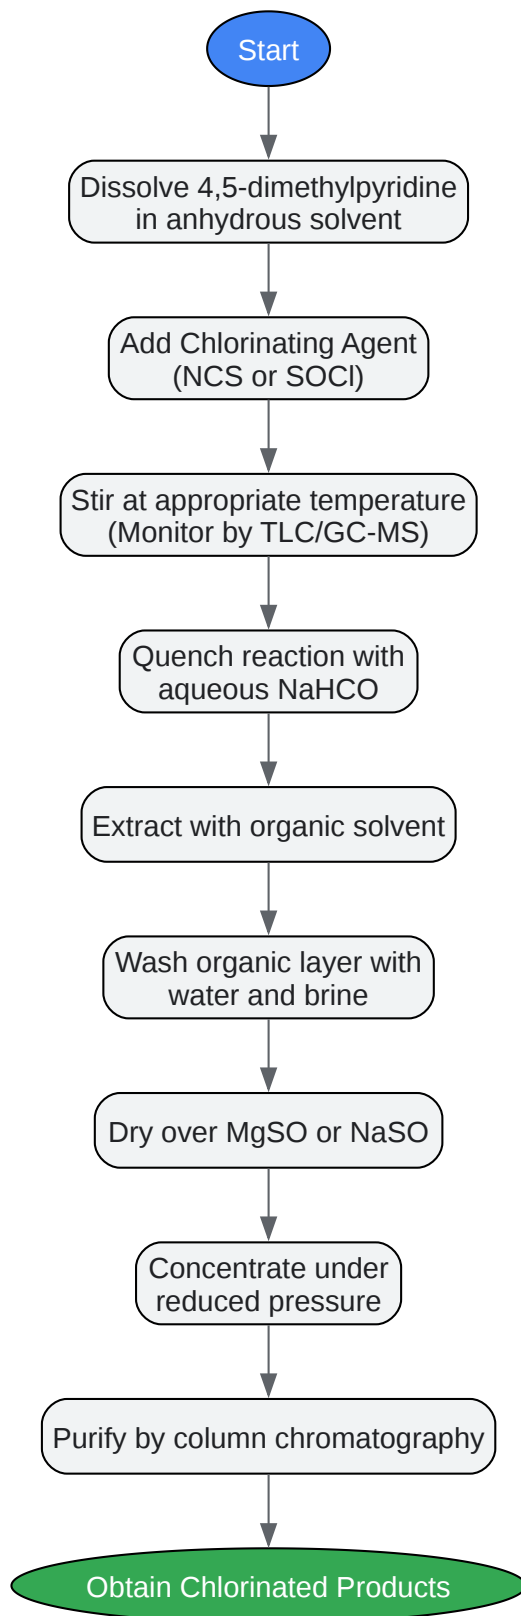 Start
Dissolve 4,5-dimethylpyridine
in anhydrous solvent
Add Chlorinating Agent
(NCS or SOCl)
Stir at appropriate temperature
(Monitor by TLC/GC-MS)
Quench reaction with
aqueous NaHCO
Extract with organic solvent
Wash organic layer with
water and brine
Dry over MgSO or NaSO
Concentrate under
reduced pressure
Purify by column chromatography
Obtain Chlorinated Products